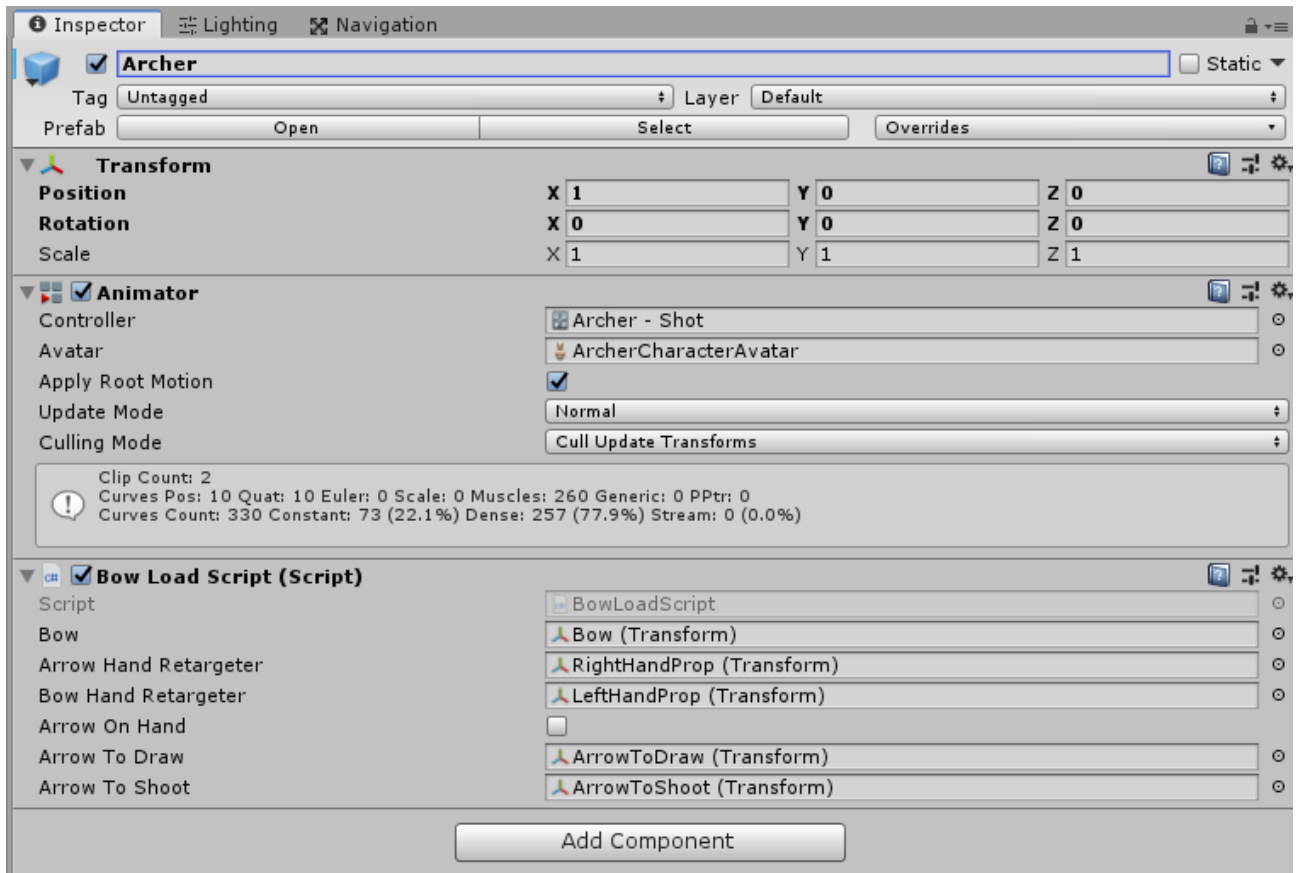 Inspector Lighting Navigation
Archer Static
Tag Untagged Layer Default
Prefab Open Select Overrides
Transform
Position X 1 Y 0 Z 0
Rotation X 0 Y 0 Z 0
Scale X 1 Y 1 Z 1
Animator
Controller Archer - Shot
Avatar ArcherCharacterAvatar
Apply Root Motion
Update Mode Normal
Culling Mode Cull Update Transforms
Clip Count: 2
Curves Pos: 10 Quat: 10 Euler: 0 Scale: 0 Muscles: 260 Generic: 0 PPtr: 0
Curves Count: 330 Constant: 73 (22.1%) Dense: 257 (77.9%) Stream: 0 (0.0%)
C# Bow Load Script (Script)
Script BowLoadScript
Bow Bow (Transform)
Arrow Hand Retargeter RightHandProp (Transform)
Bow Hand Retargeter LeftHandProp (Transform)
Arrow On Hand
Arrow To Draw ArrowToDraw (Transform)
Arrow To Shoot ArrowToShoot (Transform)
Add Component